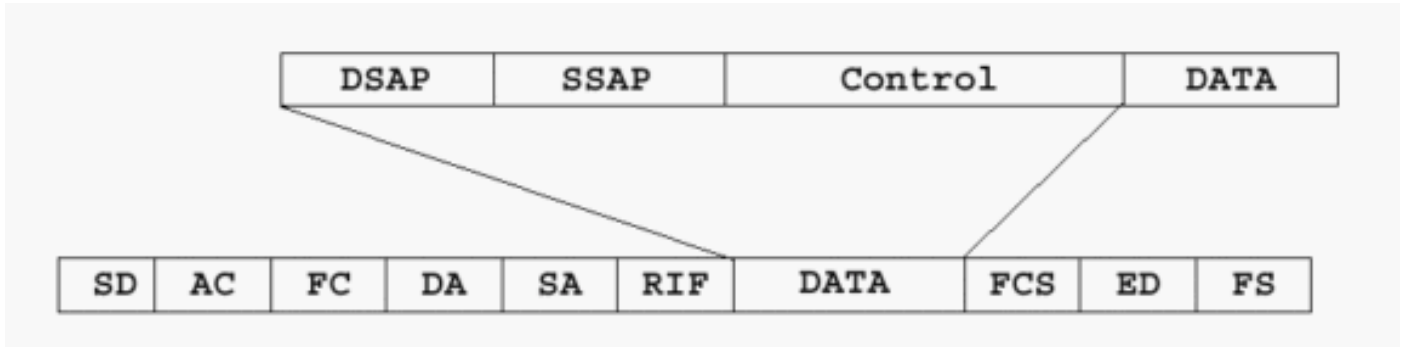 DSAP SSAP Control DATA
SD AC FC DA SA RIF DATA FCS ED FS